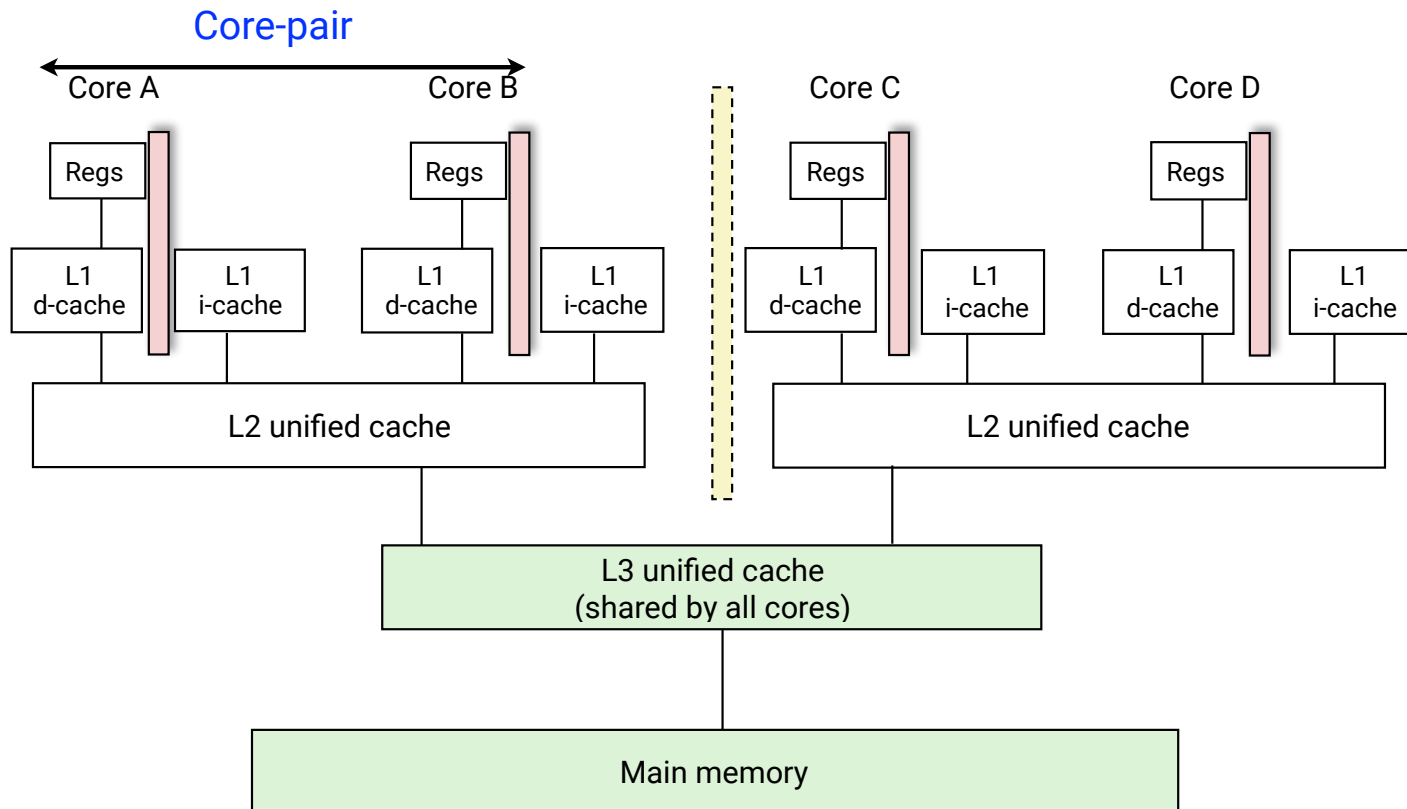 Core-pair
Core A
Core B
Core C
Core D
Regs
Regs
Regs
Regs
L1
d-cache
L1
i-cache
L1
d-cache
L1
i-cache
L1
d-cache
L1
i-cache
L1
d-cache
L1
i-cache
L2 unified cache
L2 unified cache
L3 unified cache
(shared by all cores)
Main memory